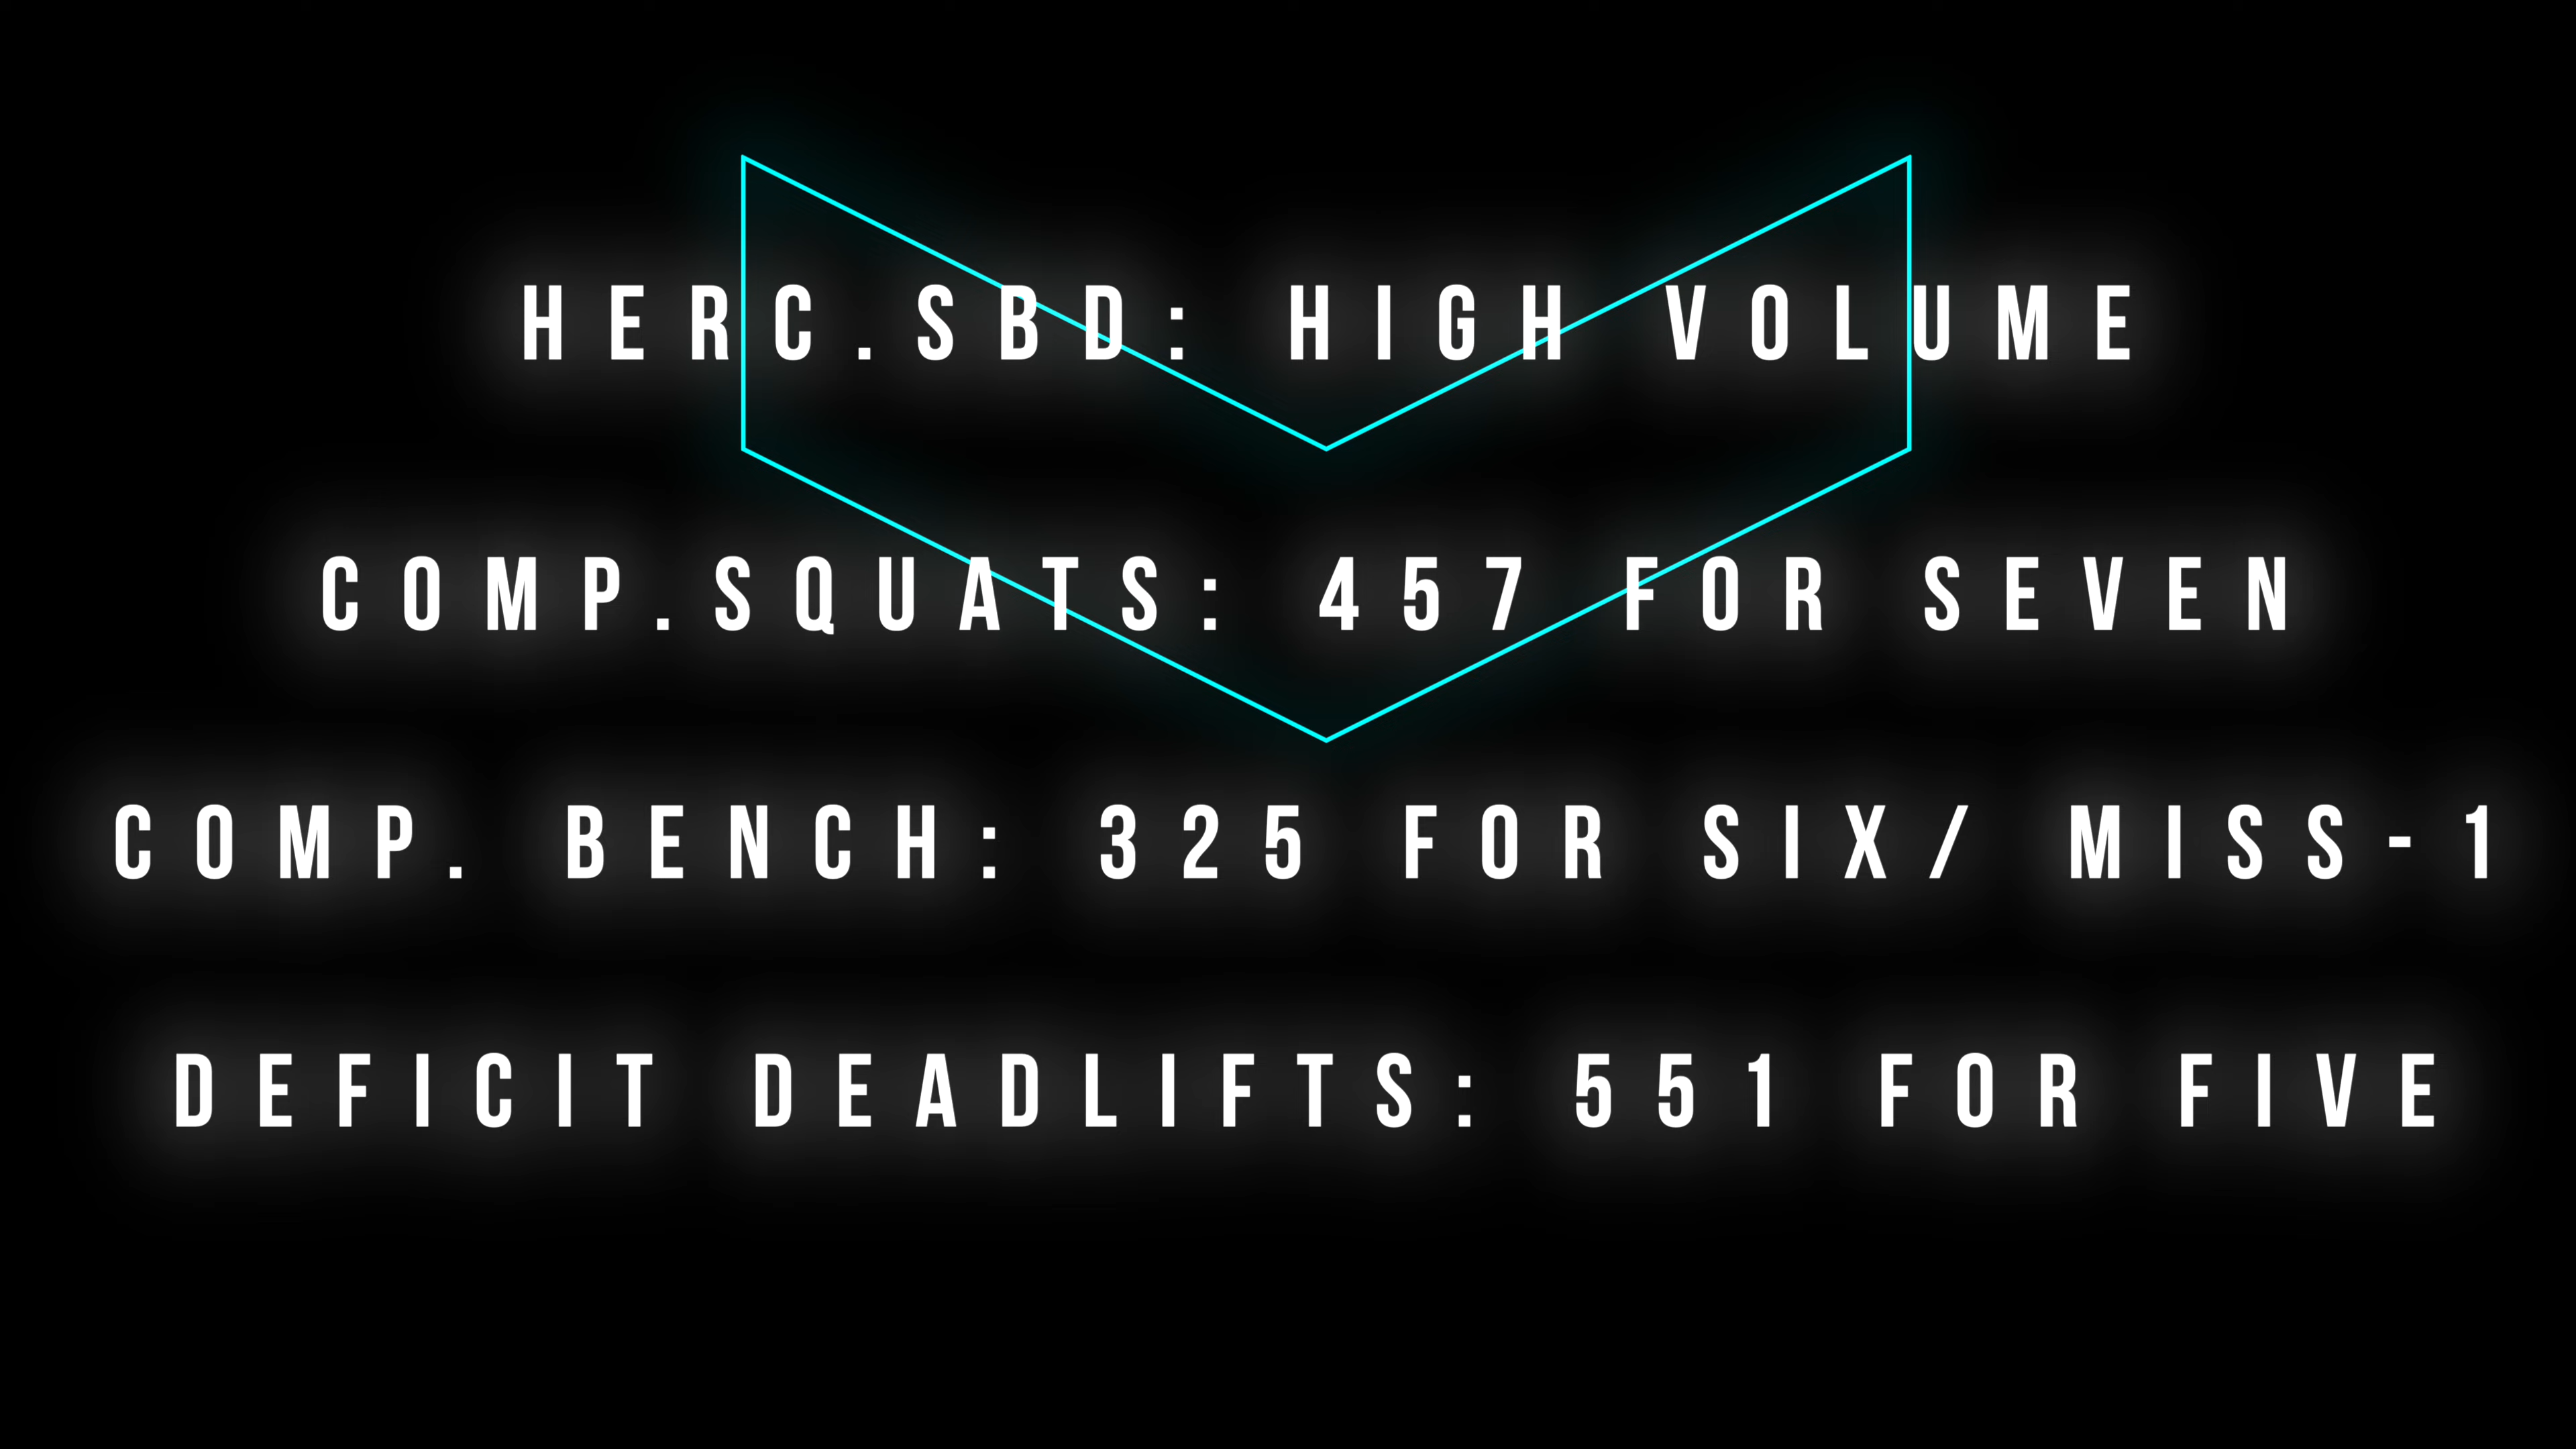 HERC.SBD: HIGH VOLUME
COMP.SQUATS: 457 FOR SEVEN
COMP. BENCH: 325 FOR SIX/ MISS-1
DEFICIT DEADLIFTS: 551 FOR FIVE